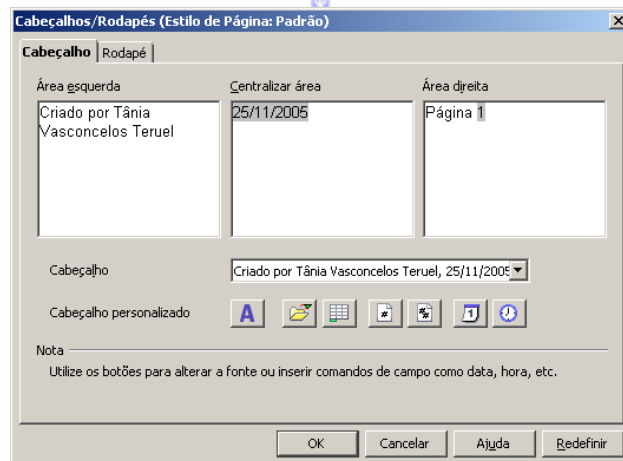 Cabeçalhos/Rodapés (Estilo de Página: Padrão)
Cabeçalho Rodapé
Área esquerda Centralizar área Área direita
Criado por Tânia 25/11/2005 Página 1
Vasconcelos Teruel
Cabeçalho Criado por Tânia Vasconcelos Teruel, 25/11/2005
Cabeçalho personalizado A
Nota
Utilize os botões para alterar a fonte ou inserir comandos de campo como data, hora, etc.
OK Cancelar Ajuda Redefinir